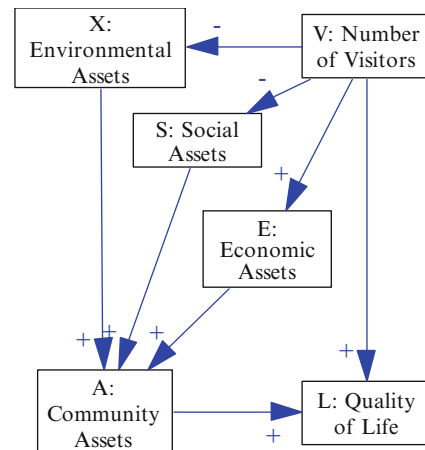 X:
Environmental
Assets
-
V: Number
of Visitors
-
S: Social
Assets
+
E:
Economic
Assets
+
+
+
+
A:
Community
Assets
+
L: Quality
of Life